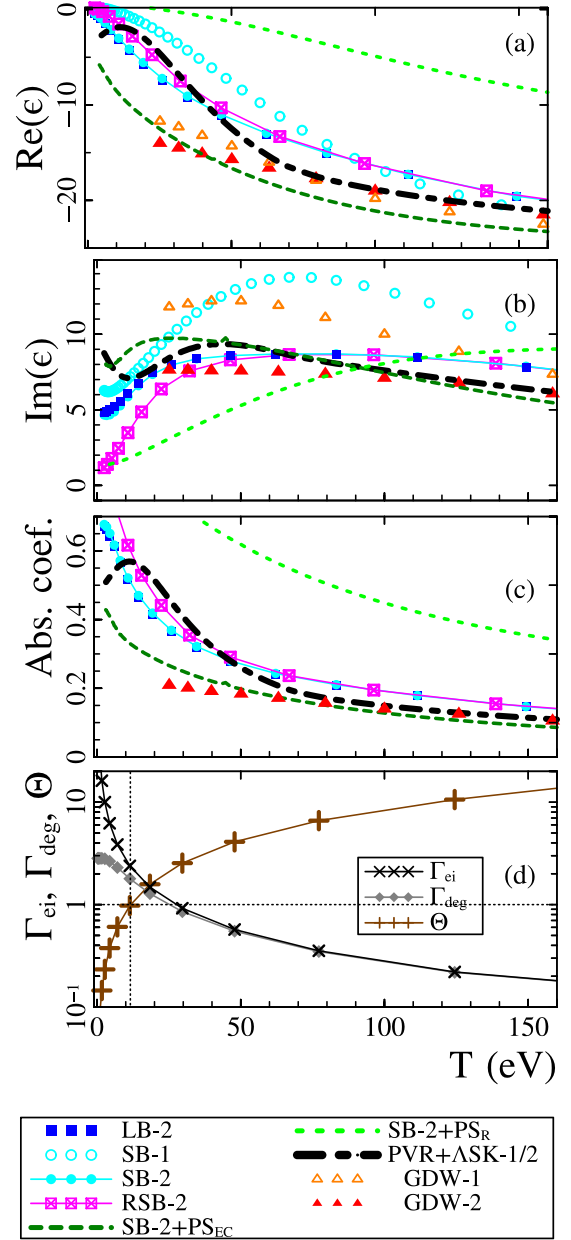 0
−10
−20
Re(ϵ)
(a)
10
5
0
Im(ϵ)
(b)
0.6
0.4
0.2
0
Abs. coef.
(c)
10
1
10⁻¹
Γei, Γdeg, Θ
(d)
Γei
Γdeg
Θ
0 50 100 150
T (eV)
LB-2
SB-1
SB-2
RSB-2
SB-2+PSEC
SB-2+PSR
PVR+ΛSK-1/2
GDW-1
GDW-2